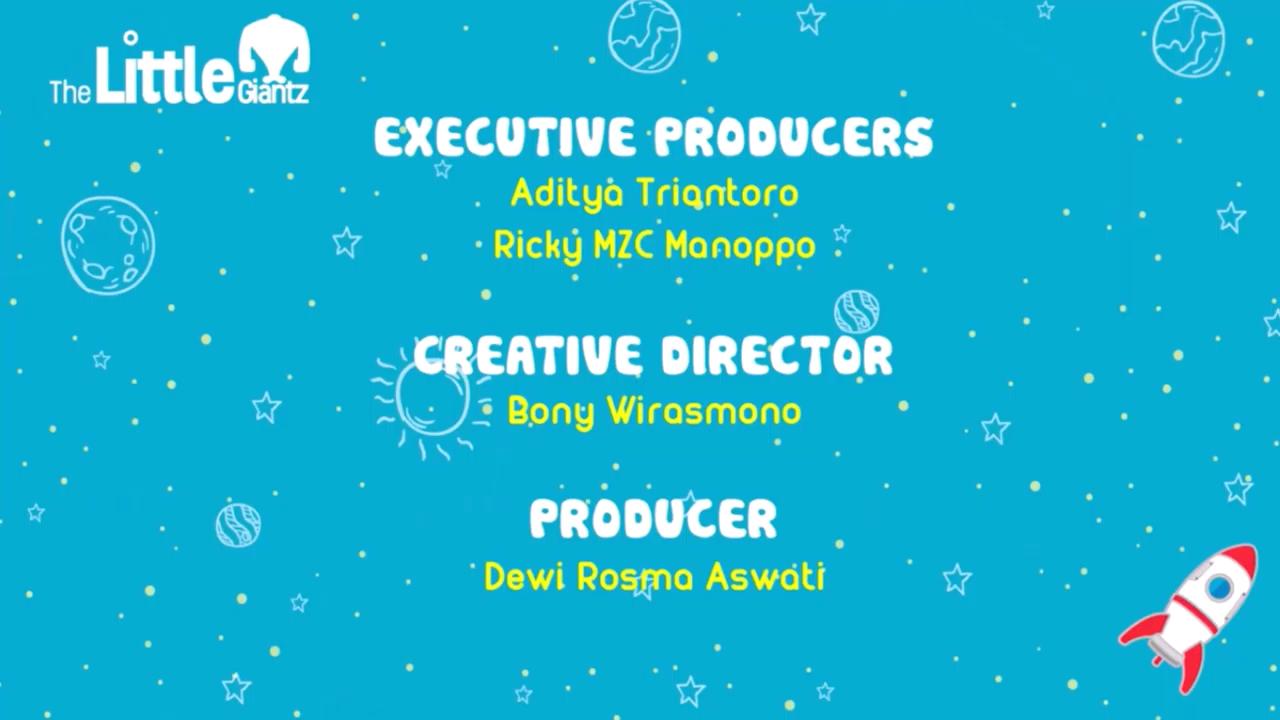 The Little Giantz
EXECUTIVE PRODUCERS
Aditya Triantoro
Ricky MZC Manoppo
CREATIVE DIRECTOR
Bony Wirasmono
PRODUCER
Dewi Rosma Aswati